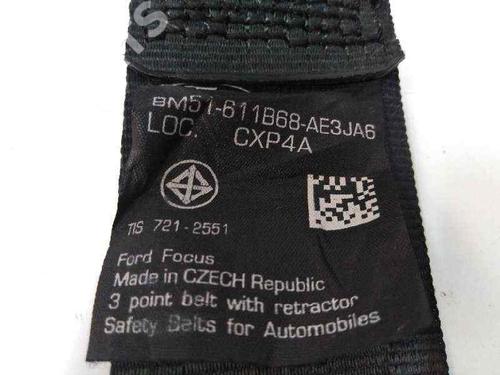 BM51-611B68-AE3JA6
LOC. CXP4A
TIS 721-2551
Ford Focus
Made in CZECH Republic
3 point belt with retractor
Safety Belts for Automobiles